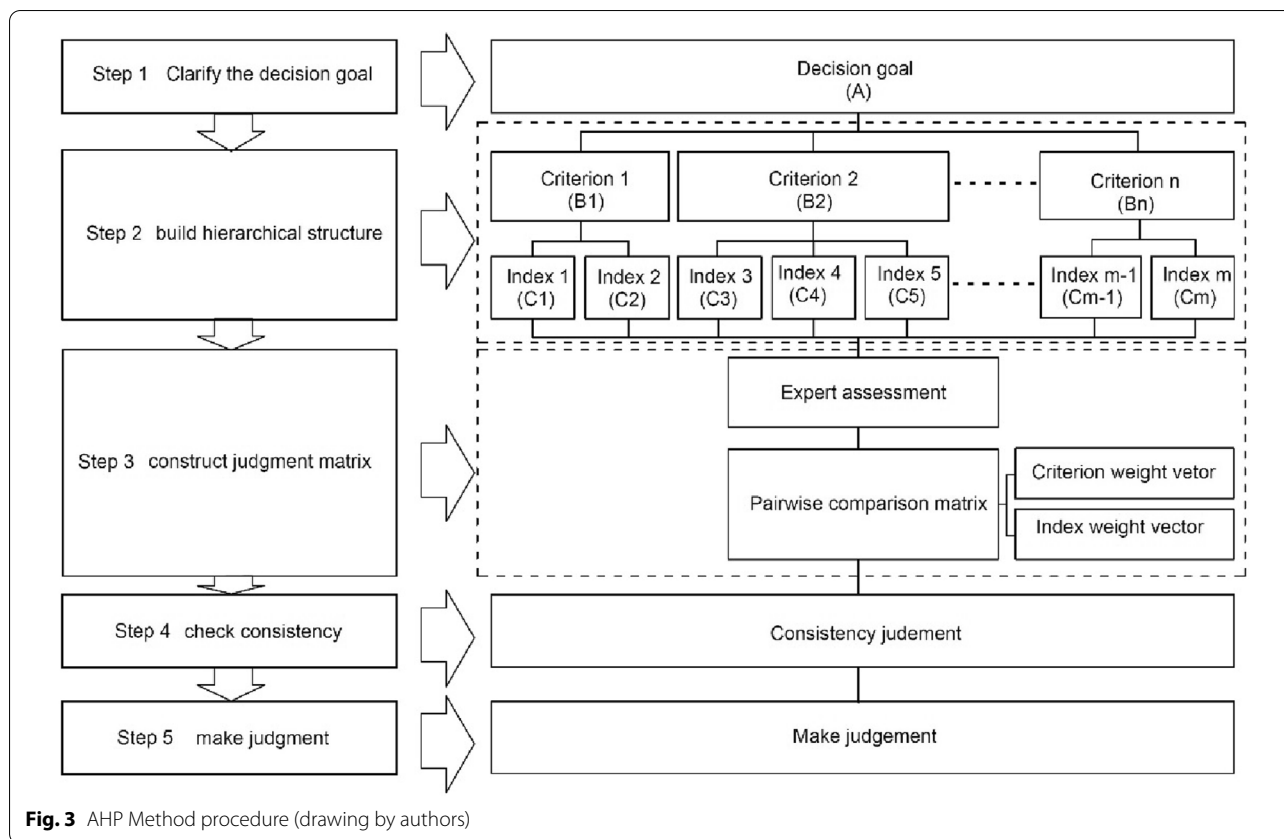 Step 1 Clarify the decision goal
Decision goal
(A)
Step 2 build hierarchical structure
Criterion 1
(B1)
Criterion 2
(B2)
Criterion n
(Bn)
Index 1
(C1)
Index 2
(C2)
Index 3
(C3)
Index 4
(C4)
Index 5
(C5)
Index m-1
(Cm-1)
Index m
(Cm)
Step 3 construct judgment matrix
Expert assessment
Pairwise comparison matrix
Criterion weight vetor
Index weight vector
Step 4 check consistency
Consistency judement
Step 5 make judgment
Make judgement
Fig. 3 AHP Method procedure (drawing by authors)